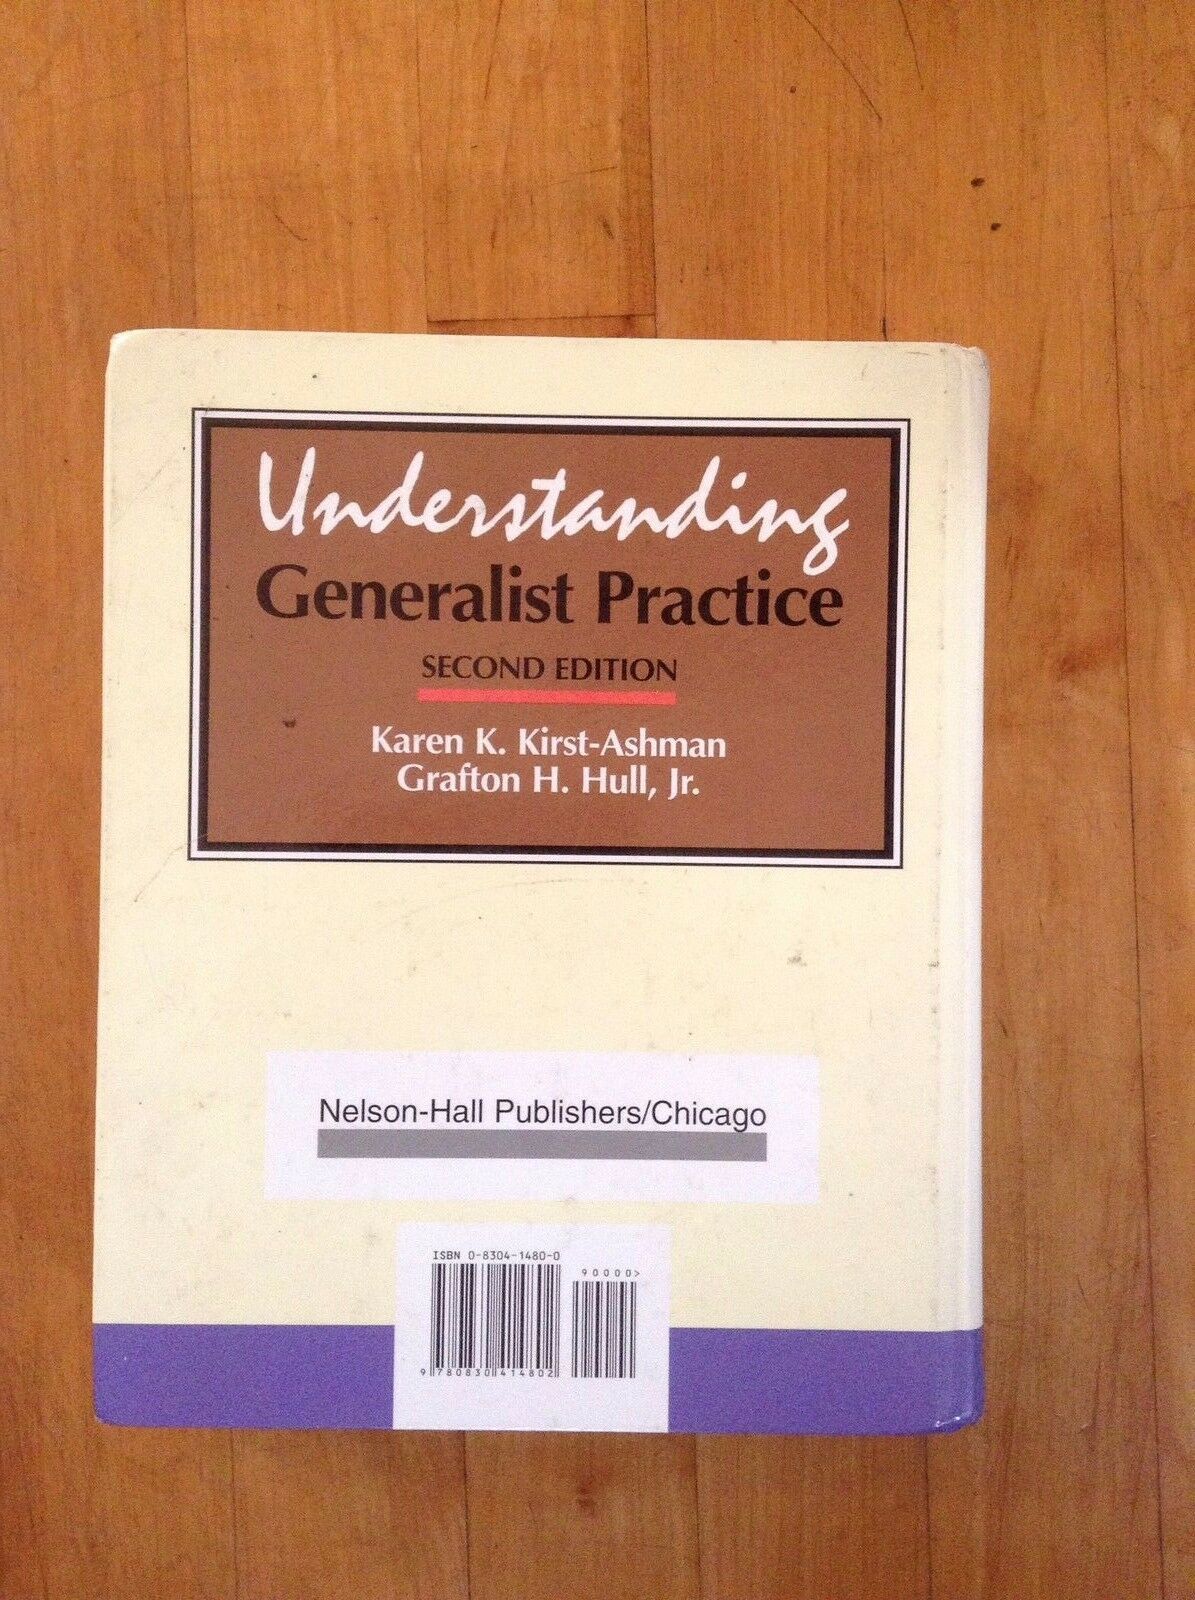 Understanding
Generalist Practice
SECOND EDITION
Karen K. Kirst-Ashman
Grafton H. Hull, Jr.
Nelson-Hall Publishers/Chicago
ISBN 0-8304-1480-0
90000>
9 780830 414802